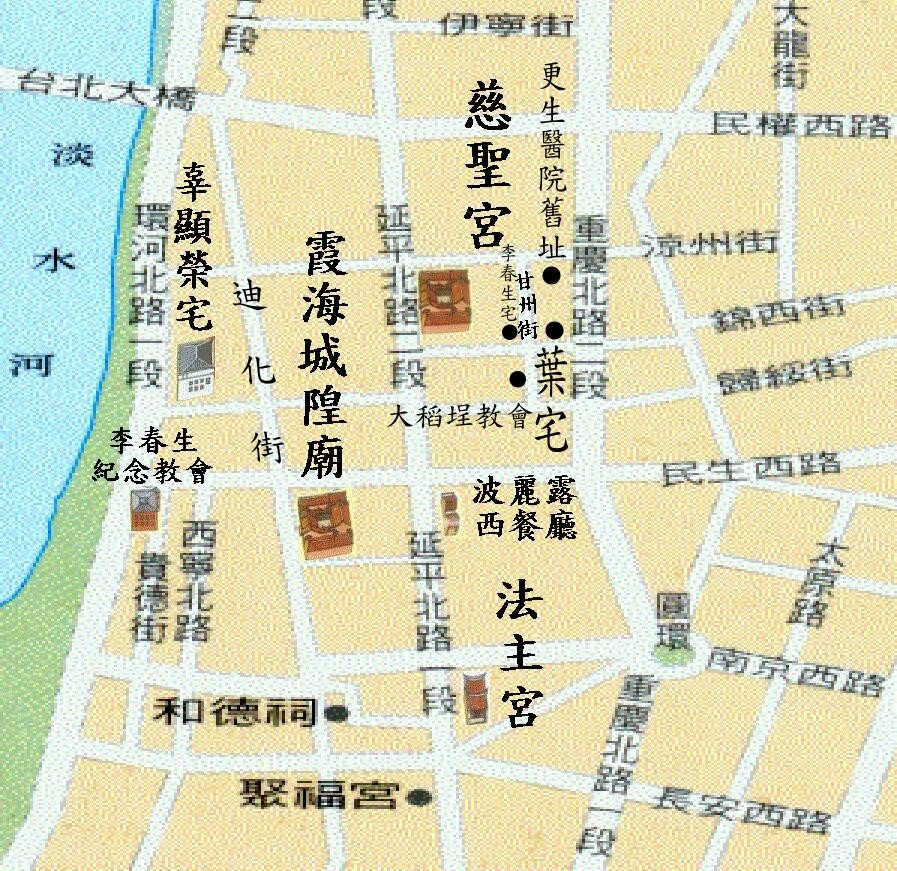 二段
段
伊寧街
大龍街
台北大橋
民權西路
淡水河
慈聖宮
更生醫院舊址
辜顯榮宅
環河北路一段
延平北路二段
重慶北路二段
涼州街
霞海城隍廟
迪化街
李春生宅
甘州街
錦西街
歸綏街
葉宅
大稻埕教會
李春生
紀念教會
民生西路
波麗露
西餐廳
西寧北路
貴德街
延平北路一段
太原路
法主宮
圓環
南京西路
和德祠
重慶北路一段
聚福宮
長安西路